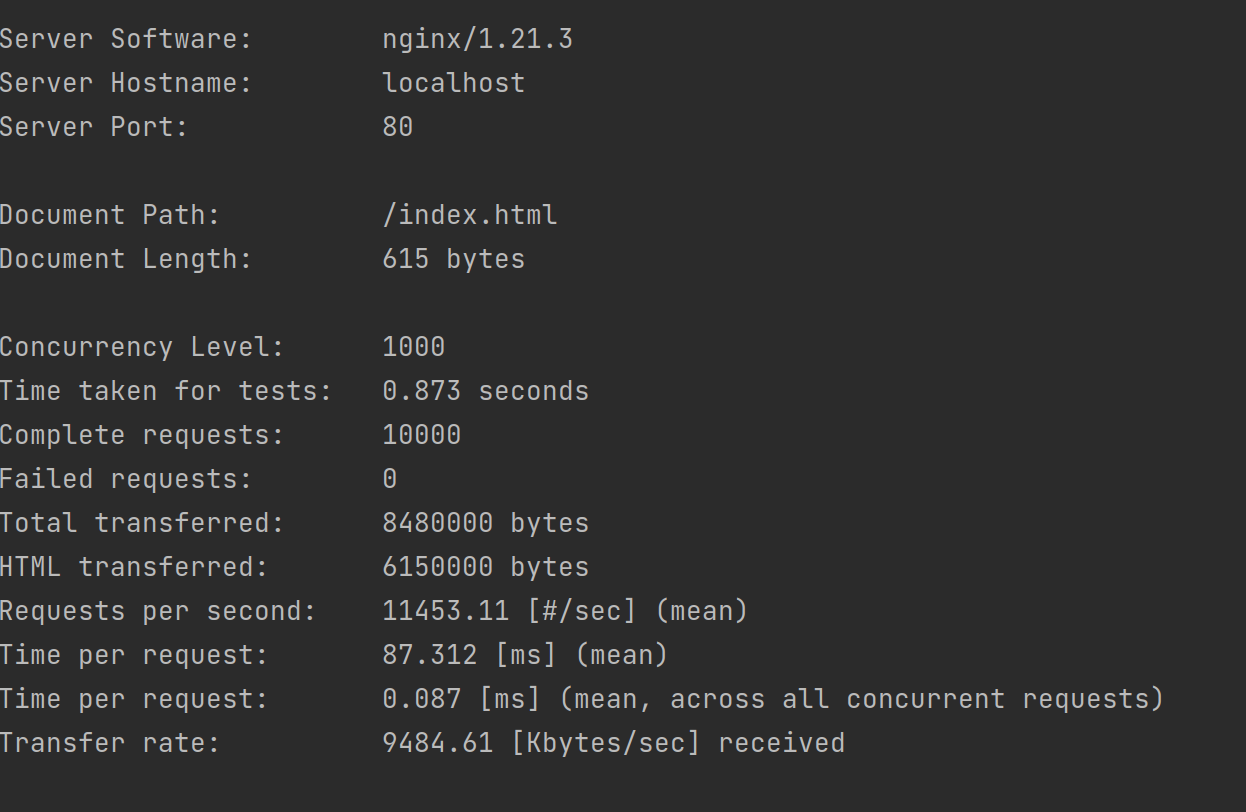 Server Software:        nginx/1.21.3
Server Hostname:        localhost
Server Port:            80

Document Path:          /index.html
Document Length:        615 bytes

Concurrency Level:      1000
Time taken for tests:   0.873 seconds
Complete requests:      10000
Failed requests:        0
Total transferred:      8480000 bytes
HTML transferred:       6150000 bytes
Requests per second:    11453.11 [#/sec] (mean)
Time per request:       87.312 [ms] (mean)
Time per request:       0.087 [ms] (mean, across all concurrent requests)
Transfer rate:          9484.61 [Kbytes/sec] received